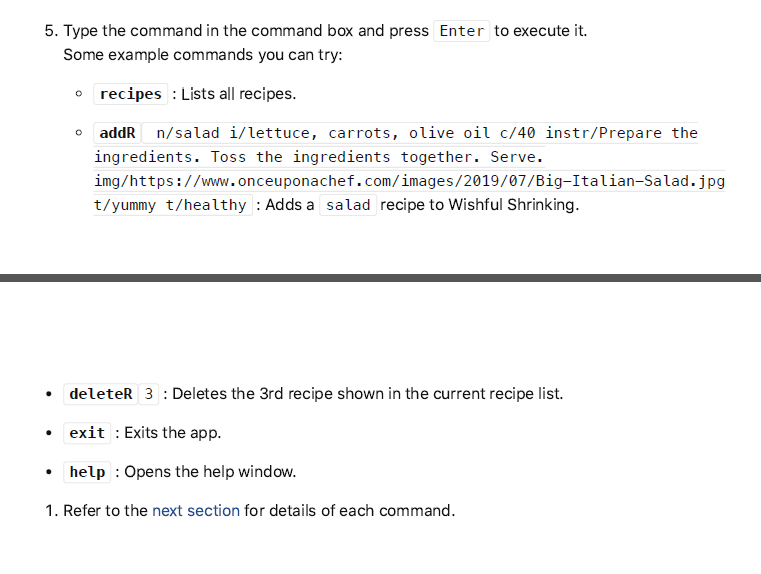 5. Type the command in the command box and press Enter to execute it.
Some example commands you can try:
◦ recipes : Lists all recipes.
◦ addR n/salad i/lettuce, carrots, olive oil c/40 instr/Prepare the
ingredients. Toss the ingredients together. Serve.
img/https://www.onceuponachef.com/images/2019/07/Big-Italian-Salad.jpg
t/yummy t/healthy : Adds a salad recipe to Wishful Shrinking.
• deleteR 3 : Deletes the 3rd recipe shown in the current recipe list.
• exit : Exits the app.
• help : Opens the help window.
1. Refer to the next section for details of each command.